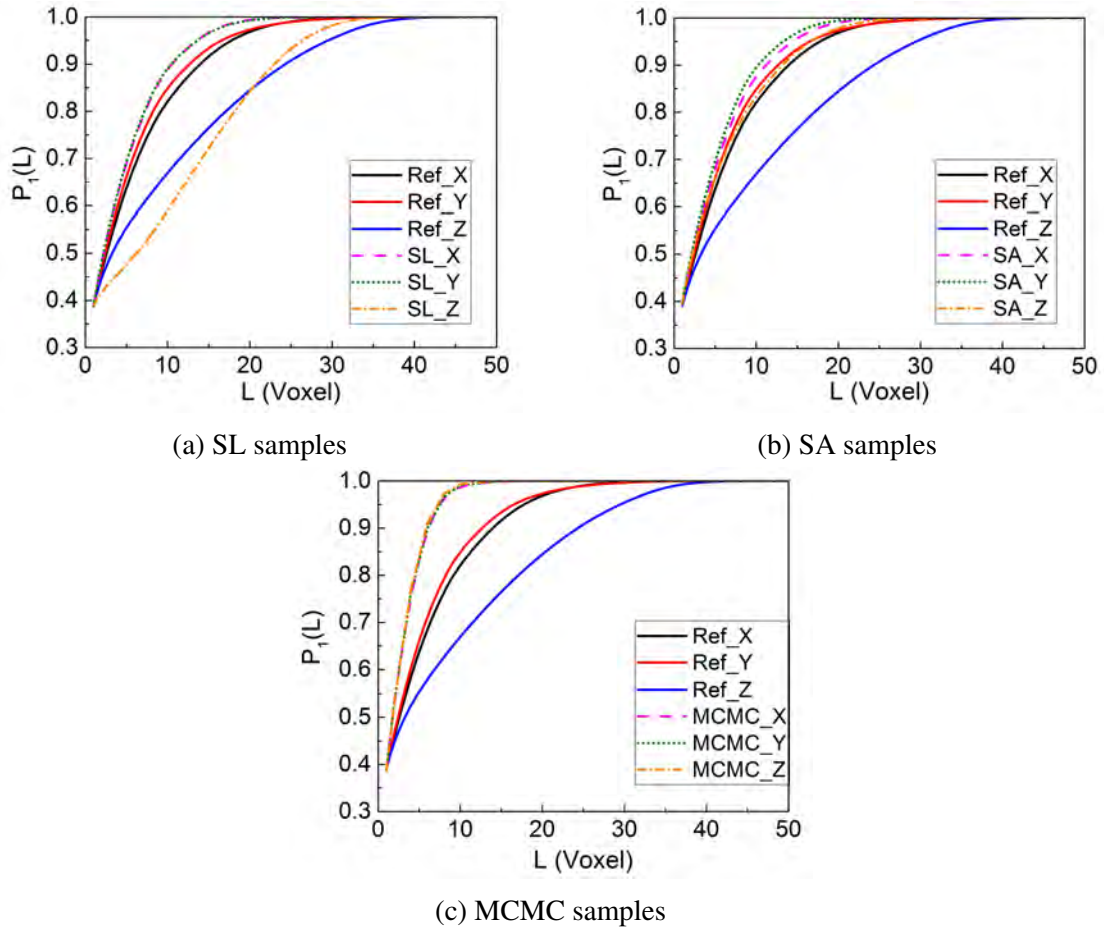 1.0
0.9
0.8
0.7
0.6
0.5
0.4
0.3
P₁(L)
Ref_X
Ref_Y
Ref_Z
SL_X
SL_Y
SL_Z
0 10 20 30 40 50
L (Voxel)
(a) SL samples
1.0
0.9
0.8
0.7
0.6
0.5
0.4
0.3
P₁(L)
Ref_X
Ref_Y
Ref_Z
SA_X
SA_Y
SA_Z
0 10 20 30 40 50
L (Voxel)
(b) SA samples
1.0
0.9
0.8
0.7
0.6
0.5
0.4
0.3
P₁(L)
Ref_X
Ref_Y
Ref_Z
MCMC_X
MCMC_Y
MCMC_Z
0 10 20 30 40 50
L (Voxel)
(c) MCMC samples